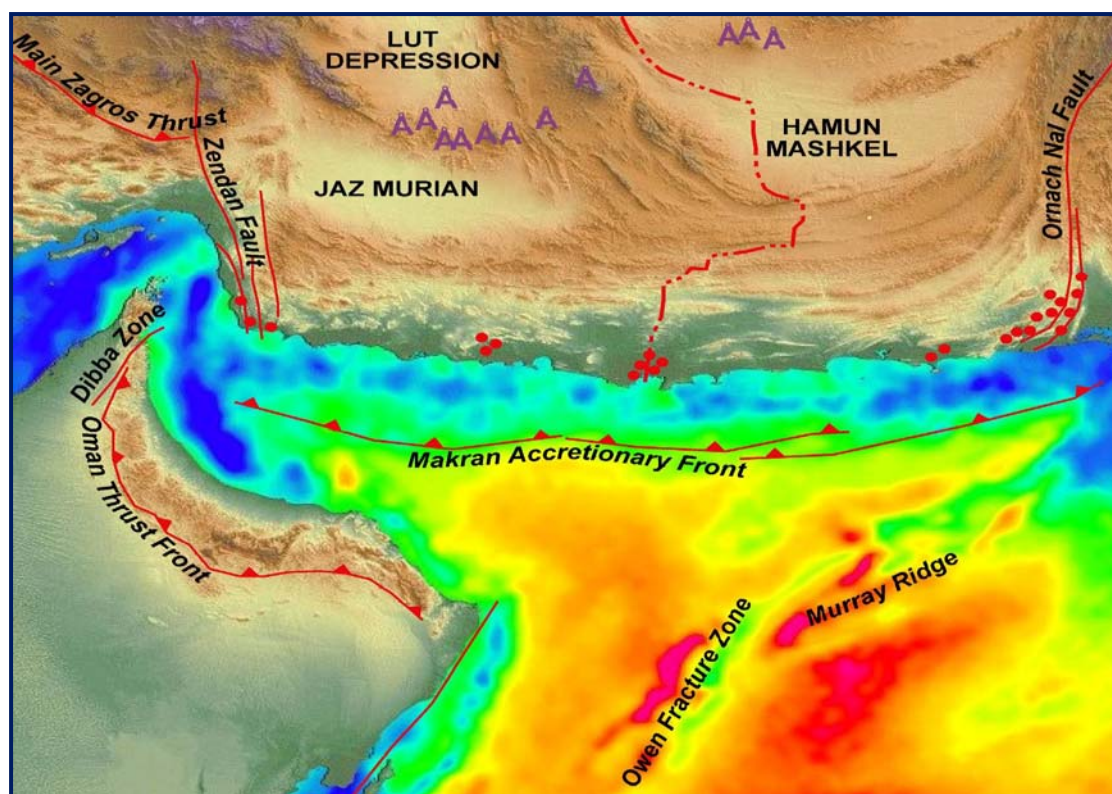 LUT
DEPRESSION
Main Zagros Thrust
HAMUN
MASHKEL
Zendan Fault
JAZ MURIAN
Ornach Nal Fault
Dibba Zone
Oman Thrust Front
Makran Accretionary Front
Murray Ridge
Owen Fracture Zone